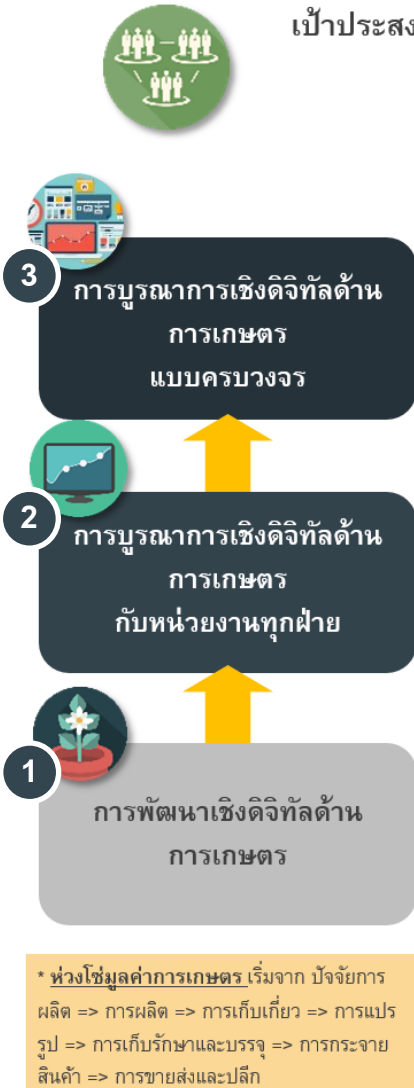 เป้าประสง
3
การบูรณาการเชิงดิจิทัลด้าน
การเกษตร
แบบครบวงจร
2
การบูรณาการเชิงดิจิทัลด้าน
การเกษตร
กับหน่วยงานทุกฝ่าย
1
การพัฒนาเชิงดิจิทัลด้าน
การเกษตร
* ห่วงโซ่มูลค่าการเกษตร เริ่มจาก ปัจจัยการ
ผลิต => การผลิต => การเก็บเกี่ยว => การแปร
รูป => การเก็บรักษาและบรรจุ => การกระจาย
สินค้า => การขายส่งและปลีก